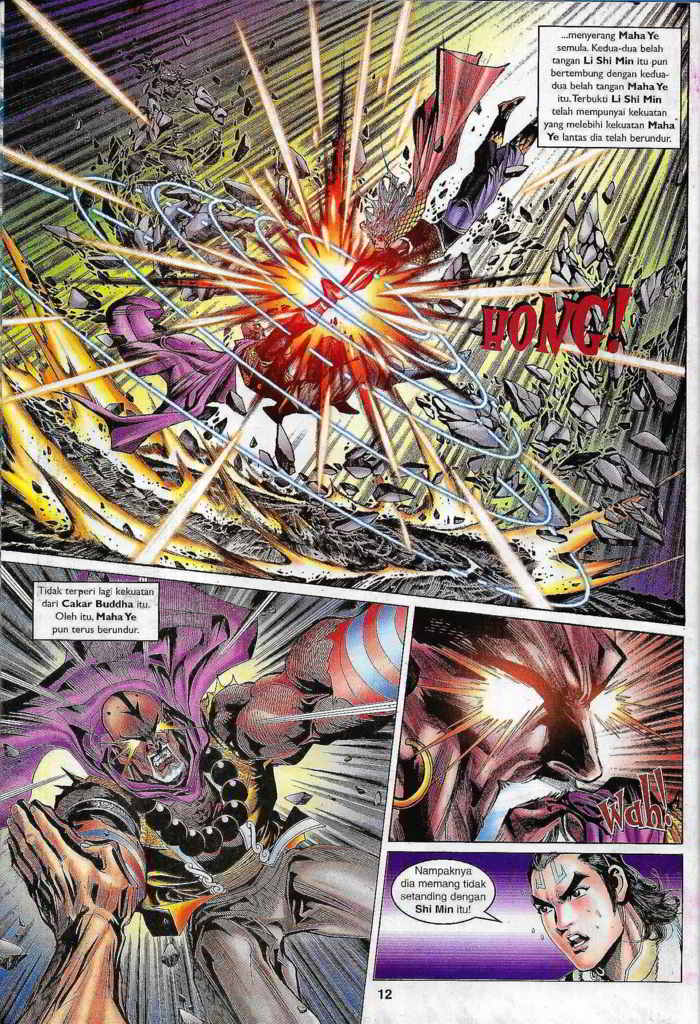 ...menyerang Maha Ye
semula. Kedua-dua belah
tangan Li Shi Min itu pun
bertembung dengan kedua-
dua belah tangan Maha Ye
itu. Terbukti Li Shi Min
telah mempunyai kekuatan
yang melebihi kekuatan Maha
Ye lantas dia telah berundur.
HONG!
Tidak terperi lagi kekuatan
dari Cakar Buddha itu.
Oleh itu, Maha Ye
pun terus berundur.
Wah!
Nampaknya
dia memang tidak
setanding dengan
Shi Min itu!
12